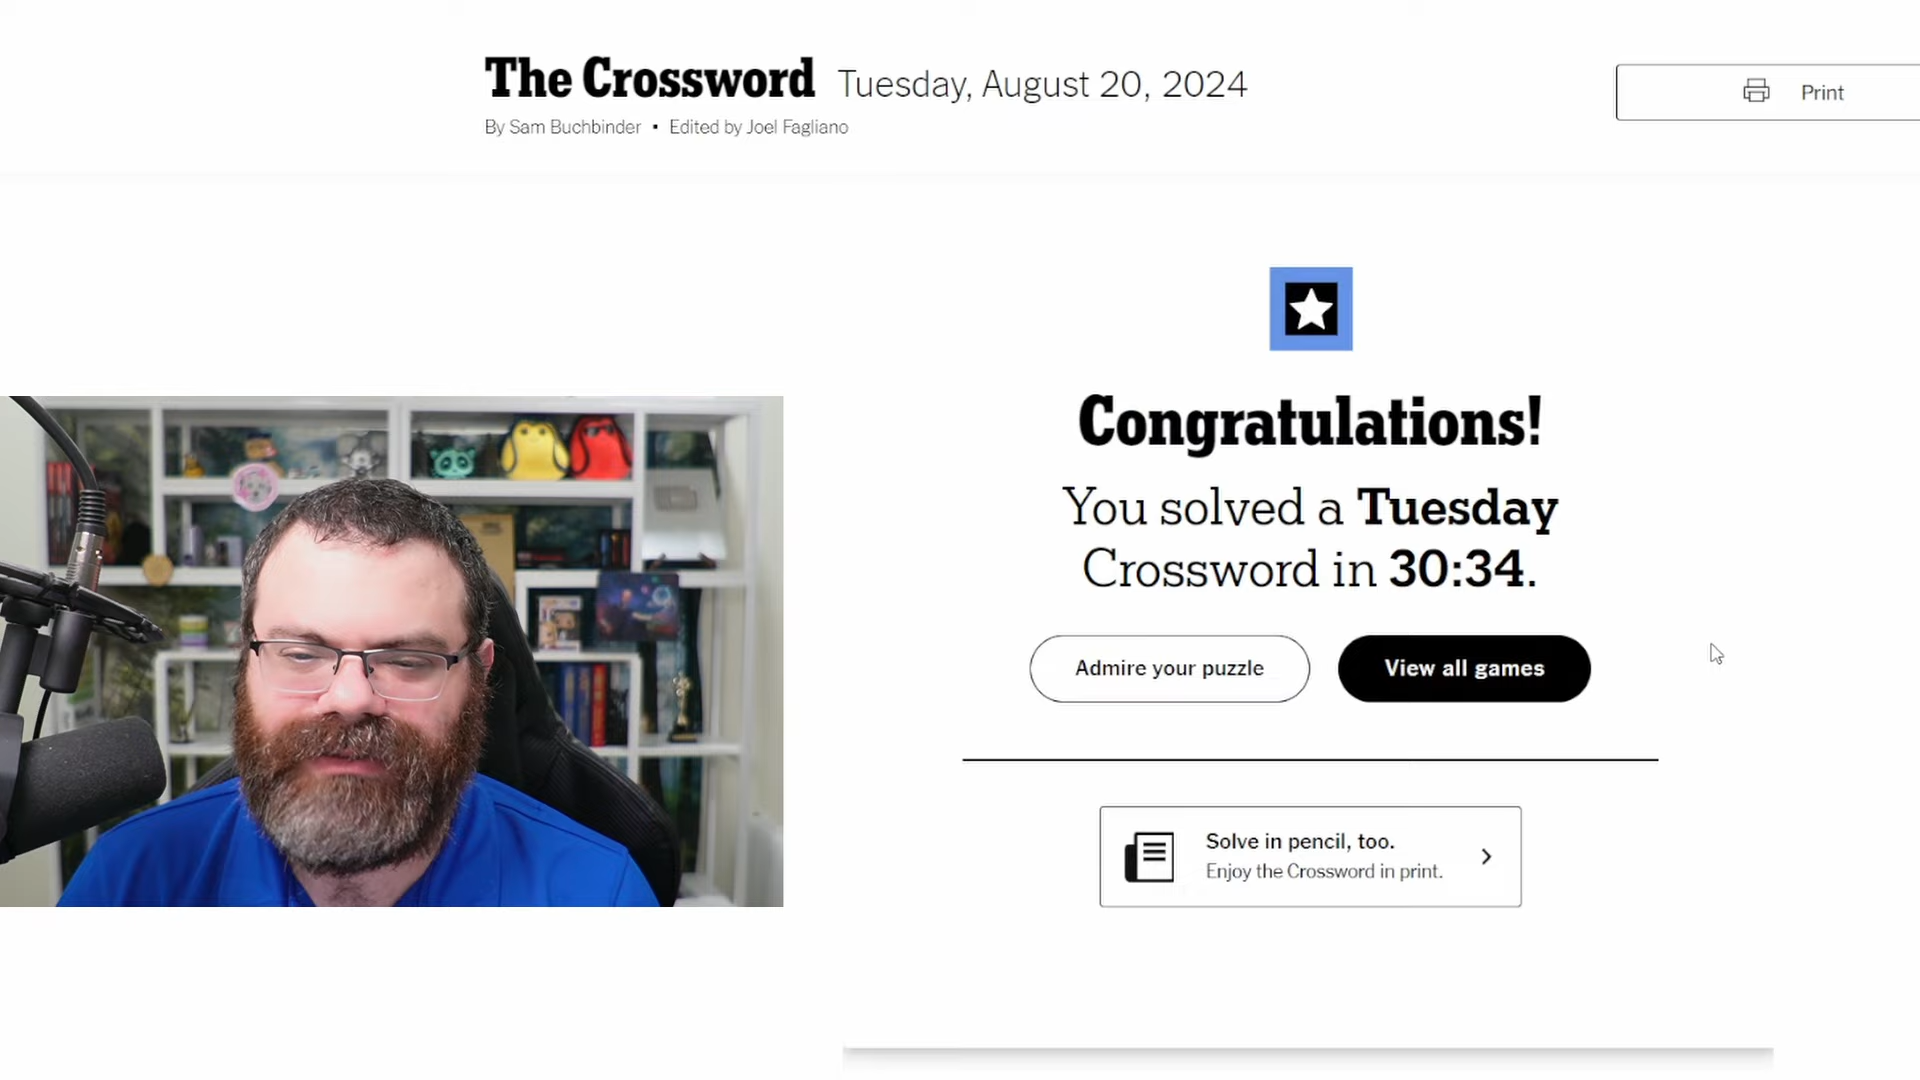 The Crossword Tuesday, August 20, 2024
Print
By Sam Buchbinder • Edited by Joel Fagliano
Congratulations!
You solved a Tuesday
Crossword in 30:34.
Admire your puzzle
View all games
Solve in pencil, too.
Enjoy the Crossword in print.